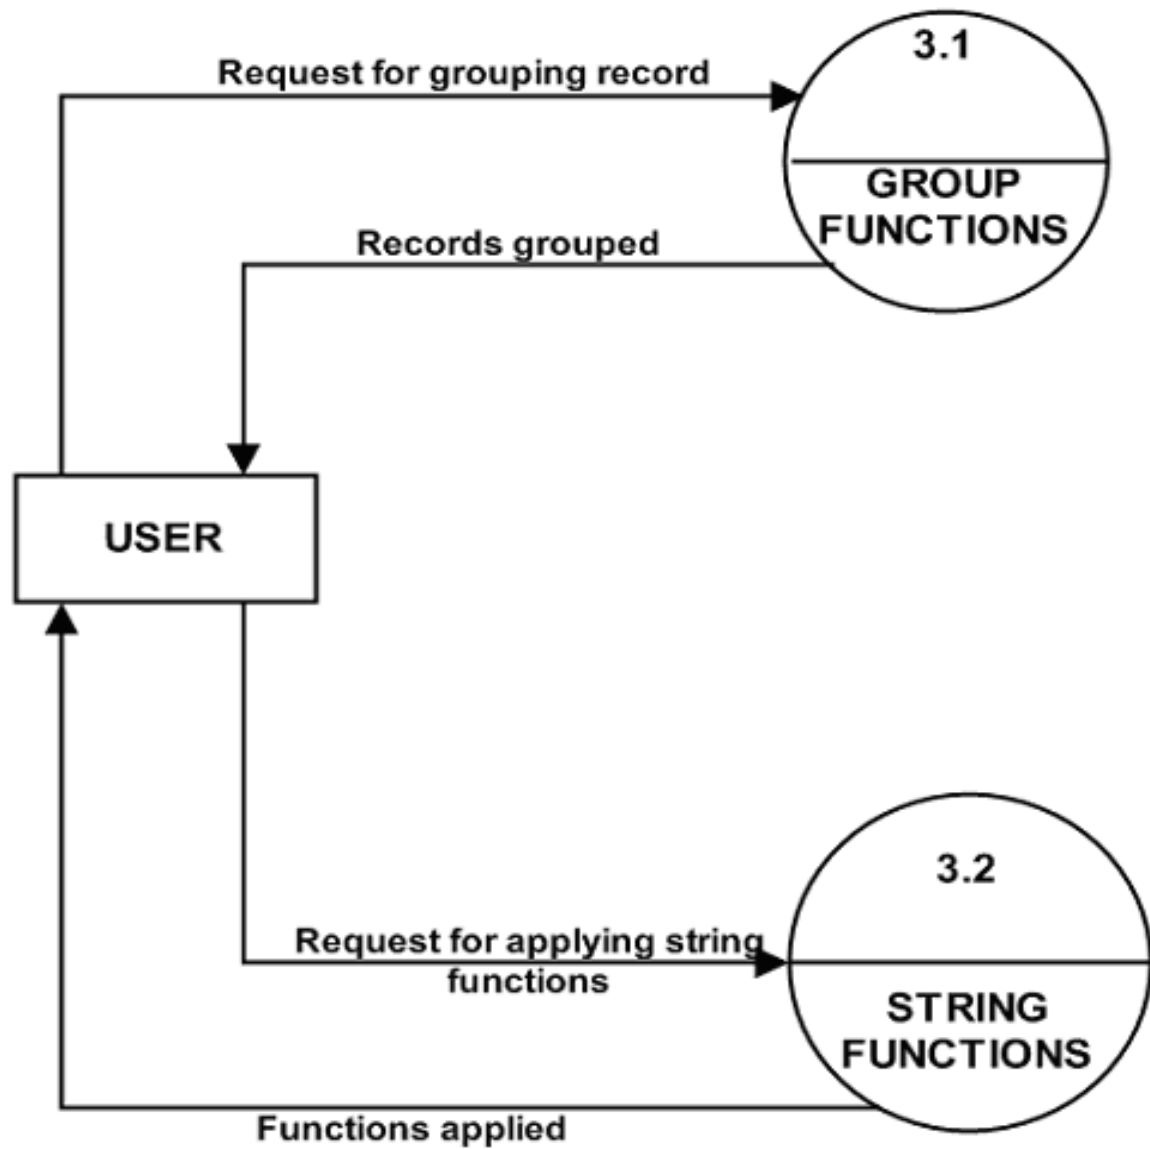 3.1
Request for grouping record
GROUP
FUNCTIONS
Records grouped
USER
3.2
Request for applying string
functions
STRING
FUNCTIONS
Functions applied